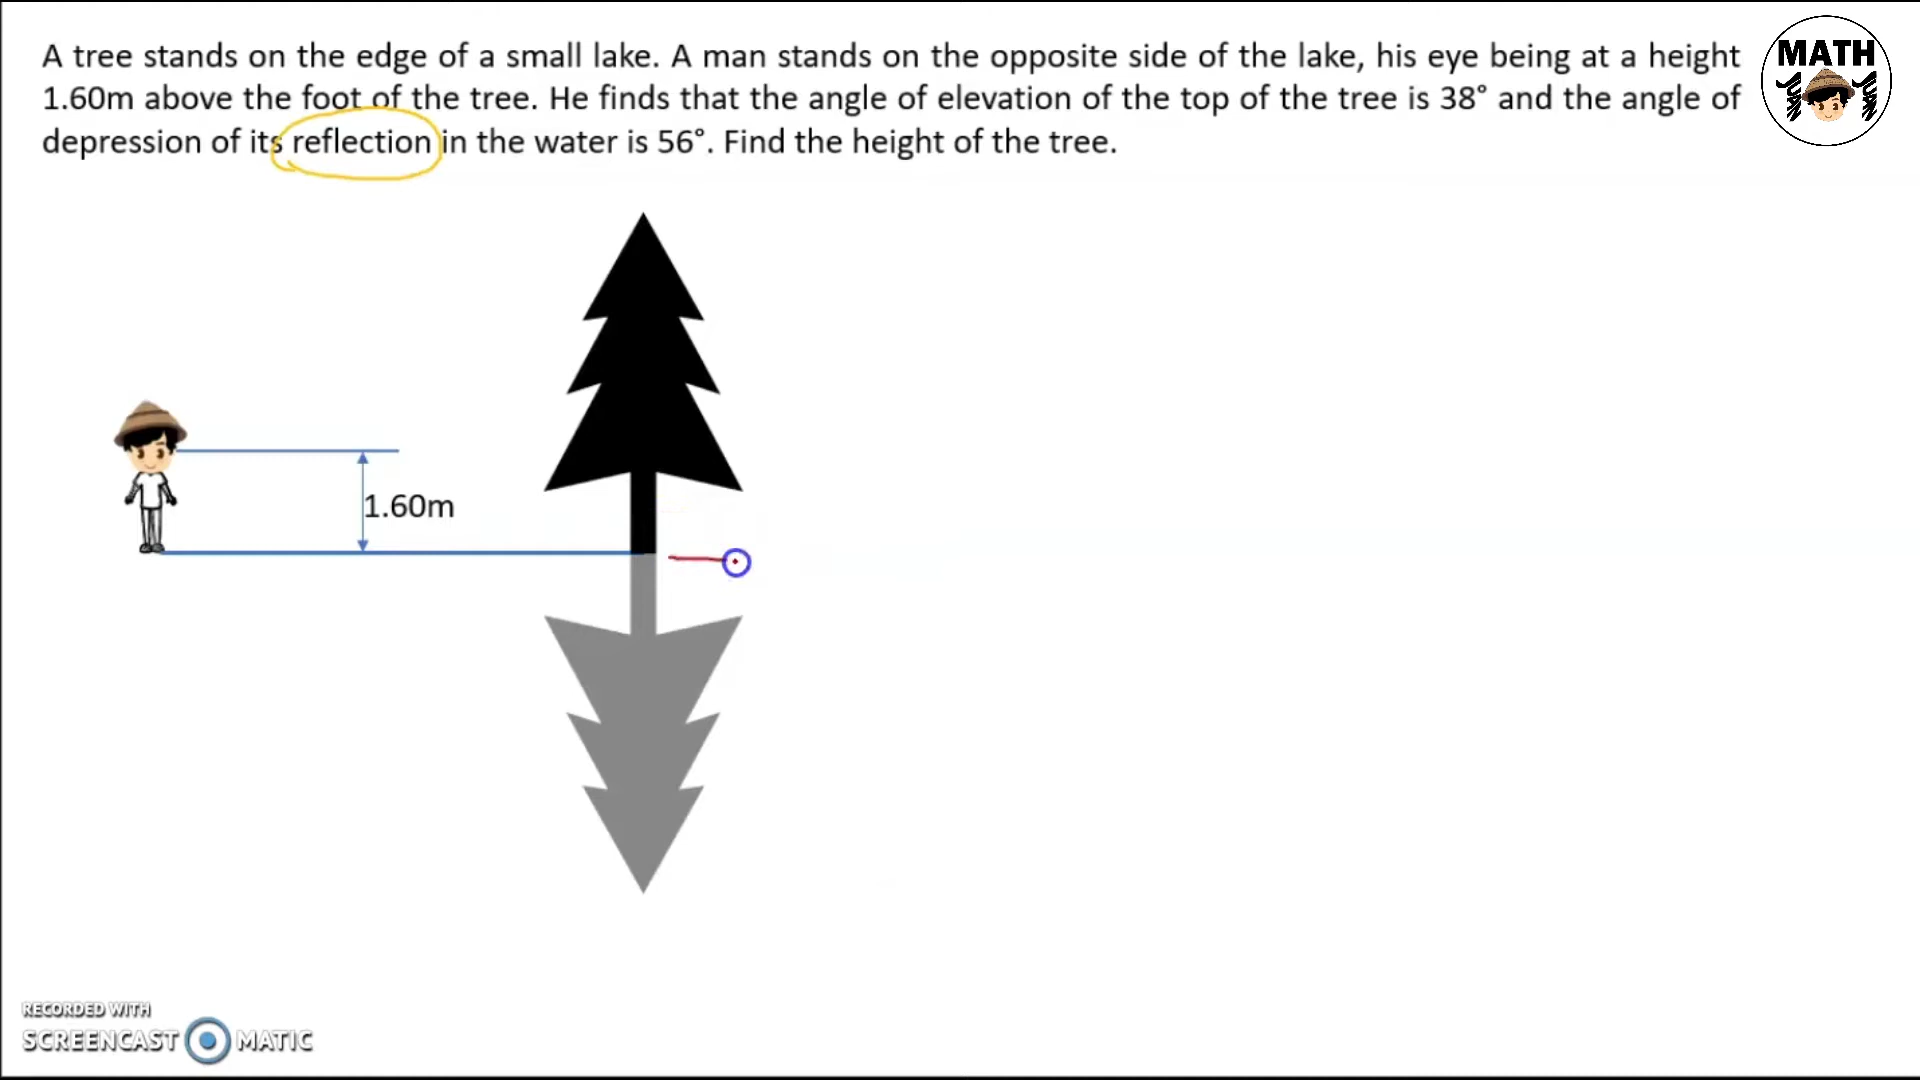 A tree stands on the edge of a small lake. A man stands on the opposite side of the lake, his eye being at a height
1.60m above the foot of the tree. He finds that the angle of elevation of the top of the tree is 38° and the angle of
depression of its reflection in the water is 56°. Find the height of the tree.
MATH
JUAN JUAN
1.60m
RECORDED WITH
SCREENCAST MATIC